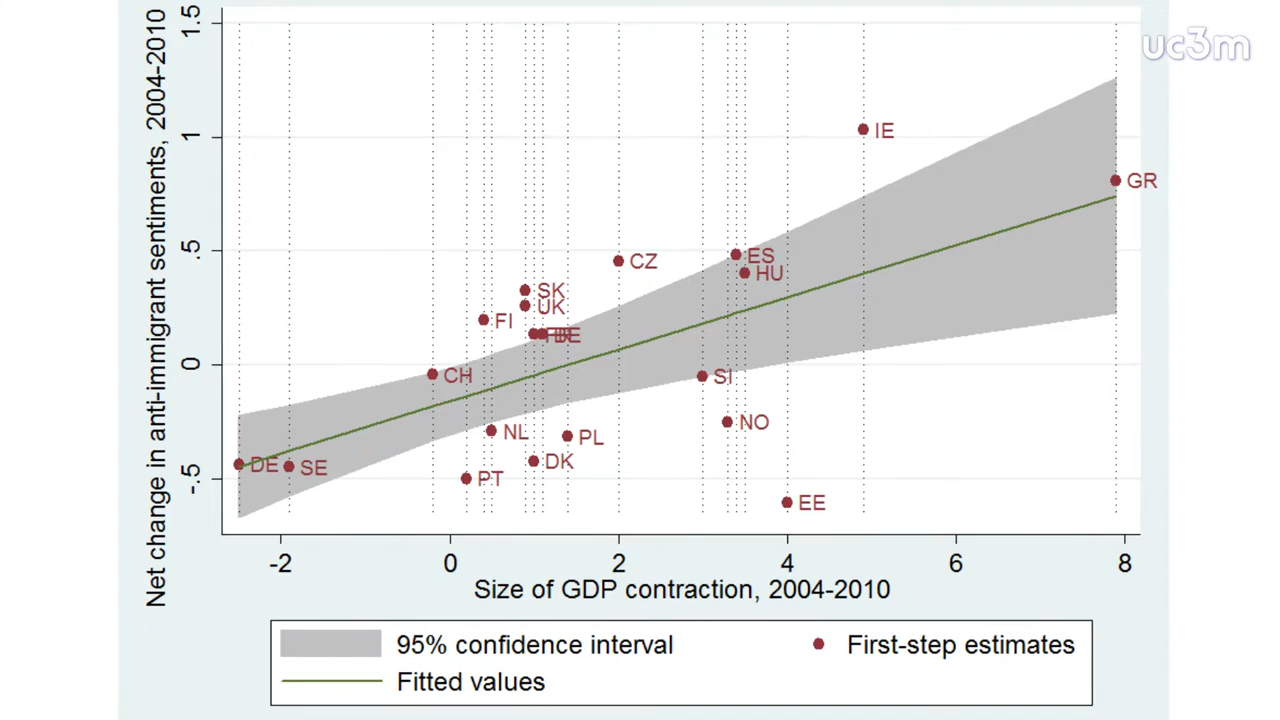 uc3m
Net change in anti-immigrant sentiments, 2004-2010
1.5
1
.5
0
-.5
IE
GR
CZ
ES
HU
SK
UK
FI
BE
CH
SI
NO
NL
PL
DE
SE
DK
PT
EE
-2 0 2 4 6 8
Size of GDP contraction, 2004-2010
95% confidence interval
First-step estimates
Fitted values